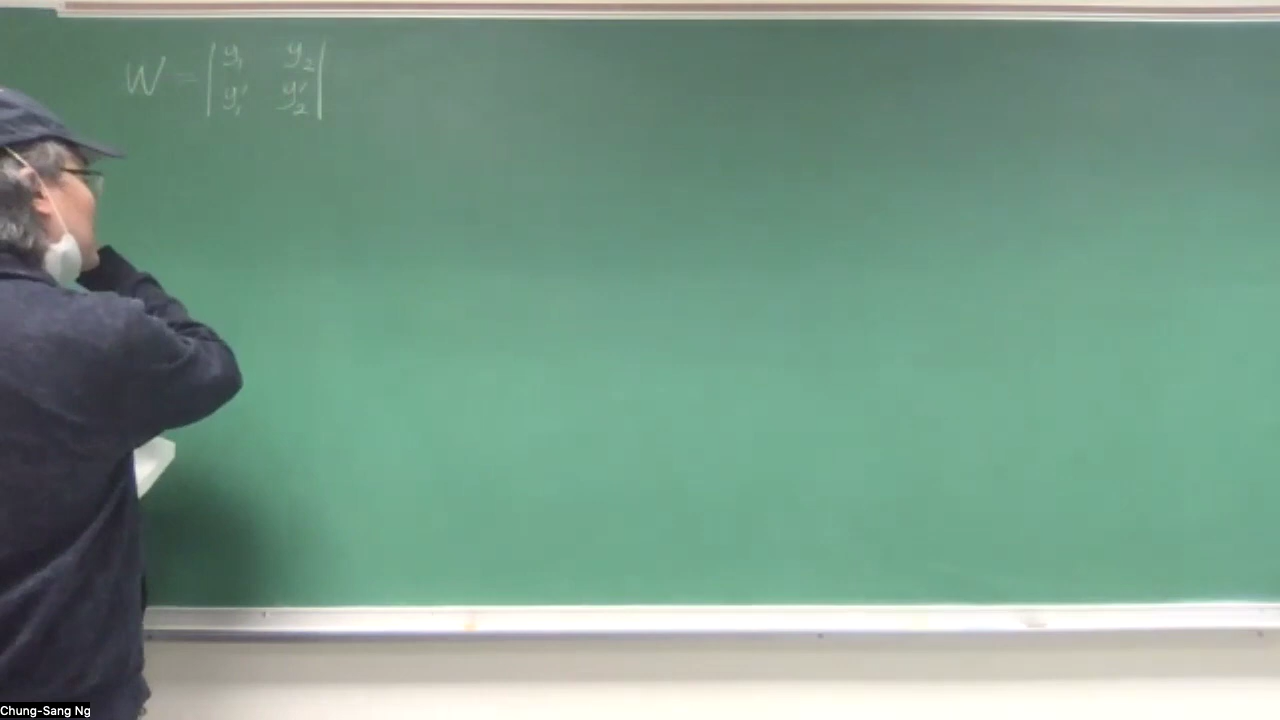 W = | y₁ y₂ |
| y₁′ y₂′ |
Chung-Sang Ng